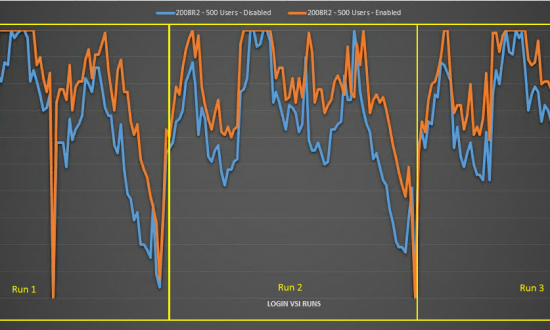 2008R2 - 500 Users - Disabled 2008R2 - 500 Users - Enabled
Run 1 Run 2 Run 3
LOGIN VSI RUNS